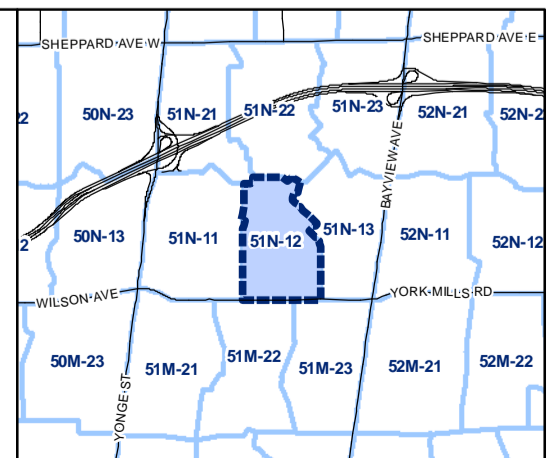 SHEPPARD AVE W
SHEPPARD AVE E
22
50N-23
51N-21
51N-22
51N-23
52N-21
52N-2
BAYVIEW AVE
2
50N-13
51N-11
51N-12
51N-13
52N-11
52N-12
WILSON AVE
YORK MILLS RD
50M-23
51M-21
51M-22
51M-23
52M-21
52M-22
YONGE ST